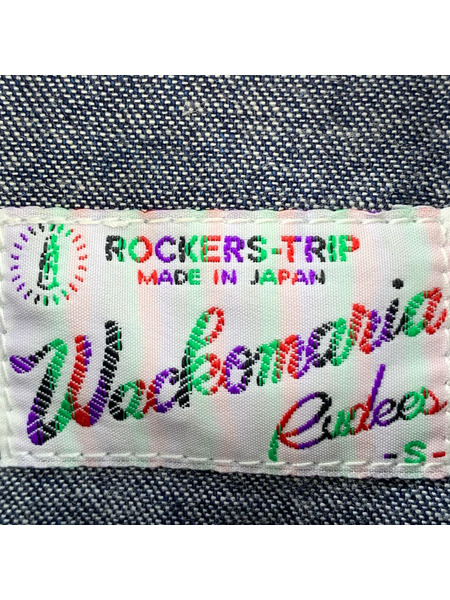 ROCKERS-TRIP
MADE IN JAPAN
Wackomaria
Rudees
-S-